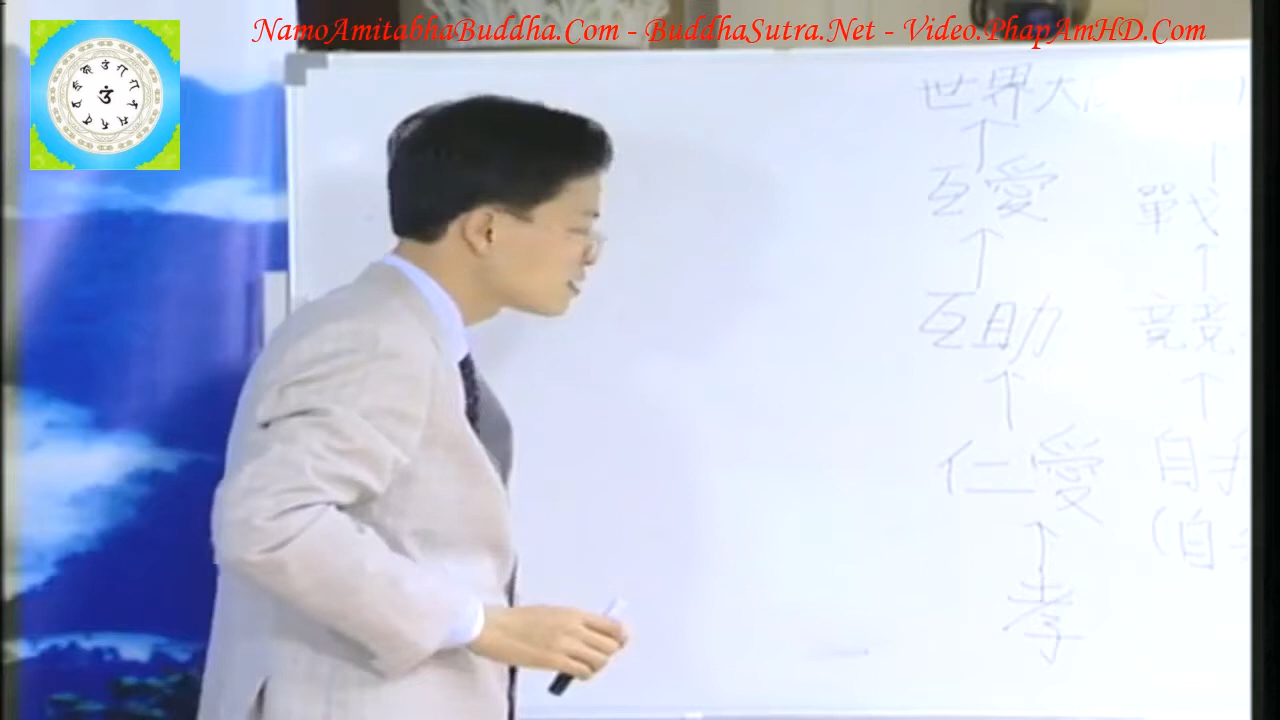 NamoAmitabhaBuddha.Com - BuddhaSutra.Net - Video.PhapAmHD.Com
世界大
↑
互愛
↑
互助
↑
仁愛
↑
孝
↑
戰
↑
競
↑
自
(自